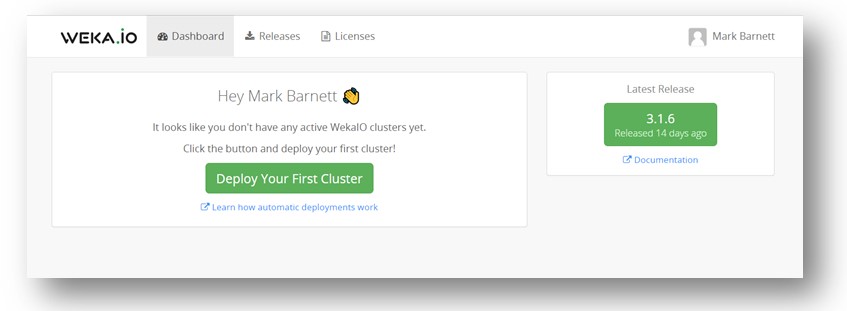 WEKA.iO Dashboard Releases Licenses Mark Barnett
Hey Mark Barnett
It looks like you don't have any active WekaIO clusters yet.
Click the button and deploy your first cluster!
Deploy Your First Cluster
Learn how automatic deployments work
Latest Release
3.1.6
Released 14 days ago
Documentation